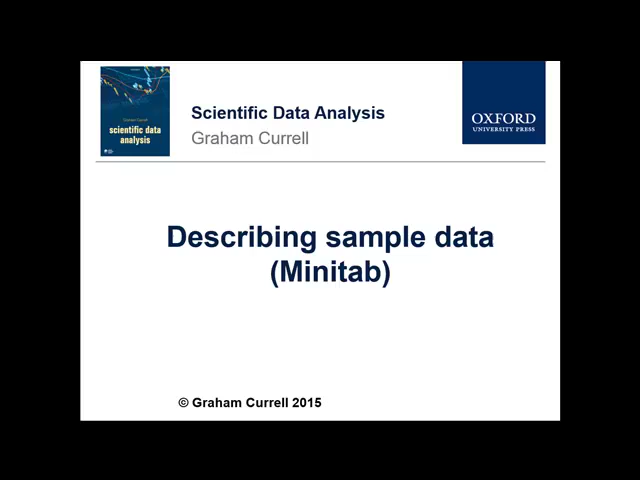 scientific data
analysis
Scientific Data Analysis
Graham Currell
OXFORD
UNIVERSITY PRESS
Describing sample data
(Minitab)
© Graham Currell 2015